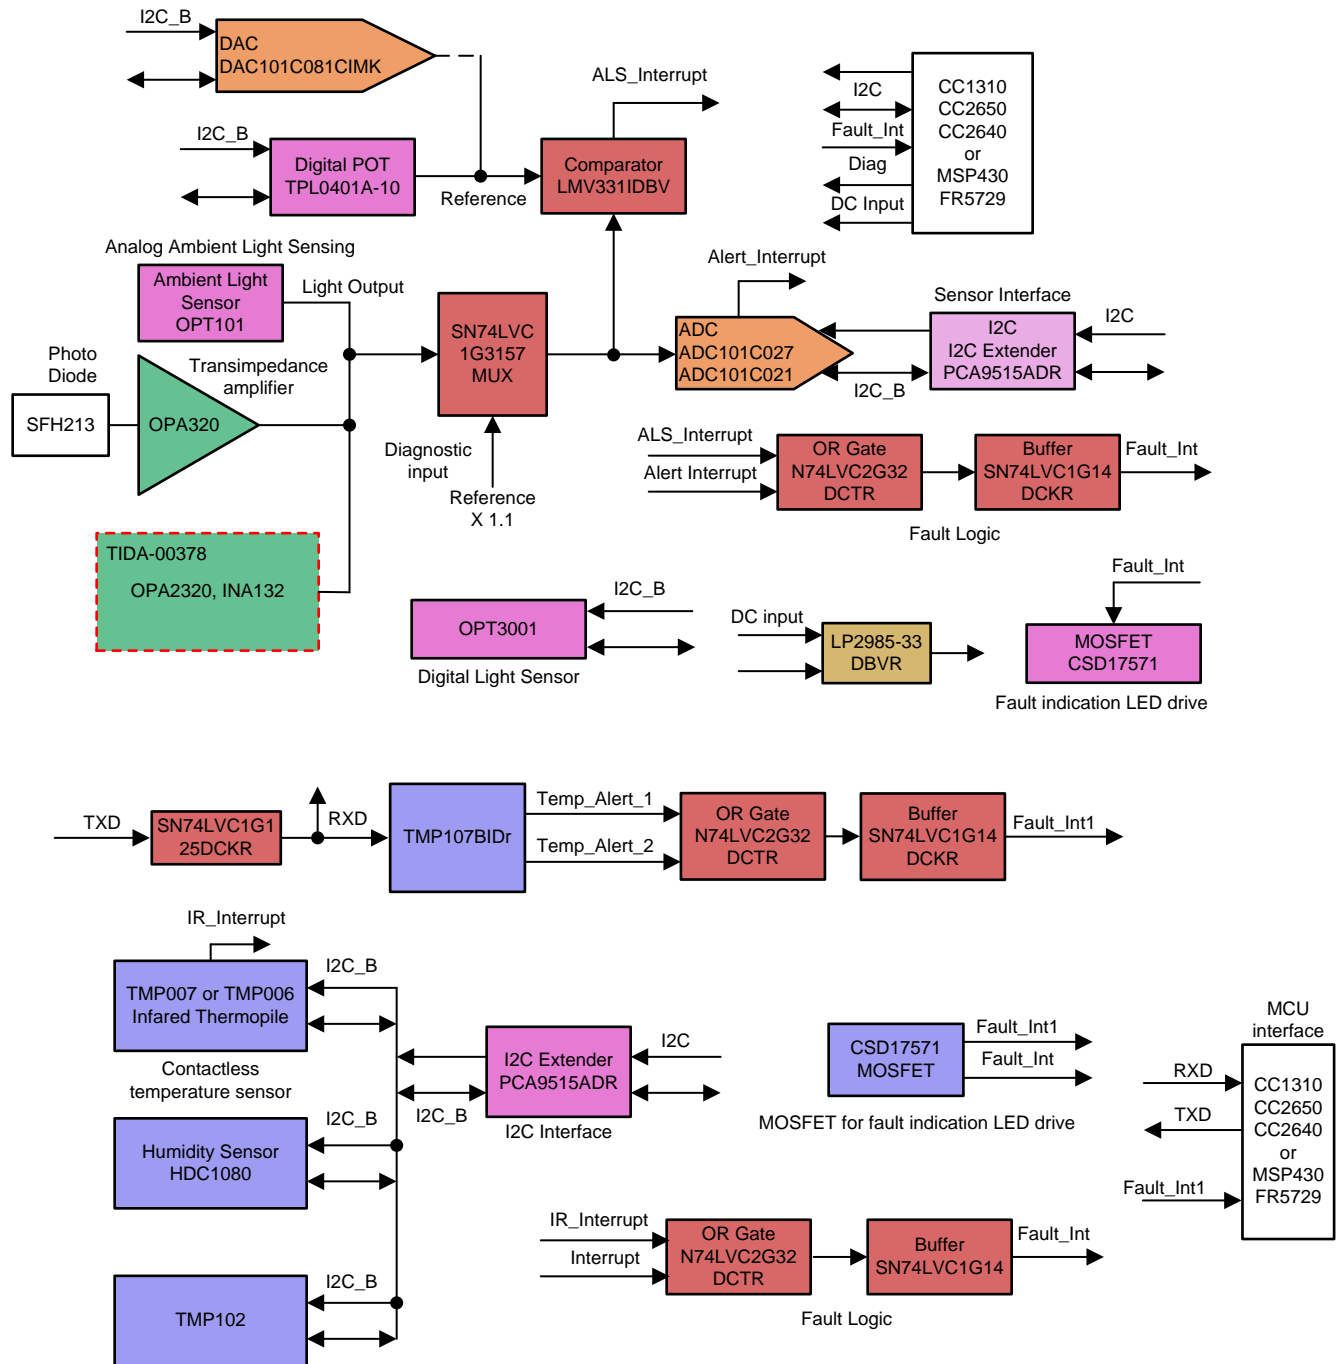 I2C_B
DAC
DAC101C081CIMK
I2C_B
Digital POT
TPL0401A-10
Reference
ALS_Interrupt
Comparator
LMV331IDBV
I2C
Fault_Int
Diag
DC Input
CC1310
CC2650
CC2640
or
MSP430
FR5729
Analog Ambient Light Sensing
Ambient Light
Sensor
OPT101
Light Output
Photo
Diode
SFH213
Transimpedance
amplifier
OPA320
SN74LVC
1G3157
MUX
Diagnostic
input
Reference
X 1.1
Alert_Interrupt
ADC
ADC101C027
ADC101C021
I2C_B
Sensor Interface
I2C
I2C Extender
PCA9515ADR
I2C
ALS_Interrupt
Alert Interrupt
OR Gate
N74LVC2G32
DCTR
Buffer
SN74LVC1G14
DCKR
Fault_Int
Fault Logic
TIDA-00378
OPA2320, INA132
OPT3001
I2C_B
Digital Light Sensor
DC input
LP2985-33
DBVR
Fault_Int
MOSFET
CSD17571
Fault indication LED drive
TXD
SN74LVC1G1
25DCKR
RXD
TMP107BIDr
Temp_Alert_1
Temp_Alert_2
OR Gate
N74LVC2G32
DCTR
Buffer
SN74LVC1G14
DCKR
Fault_Int1
IR_Interrupt
TMP007 or TMP006
Infared Thermopile
I2C_B
Contactless
temperature sensor
I2C_B
Humidity Sensor
HDC1080
I2C_B
TMP102
I2C_B
I2C Extender
PCA9515ADR
I2C
I2C Interface
CSD17571
MOSFET
Fault_Int1
Fault_Int
MOSFET for fault indication LED drive
MCU
interface
RXD
TXD
Fault_Int1
CC1310
CC2650
CC2640
or
MSP430
FR5729
IR_Interrupt
Interrupt
OR Gate
N74LVC2G32
DCTR
Buffer
SN74LVC1G14
Fault_Int
Fault Logic